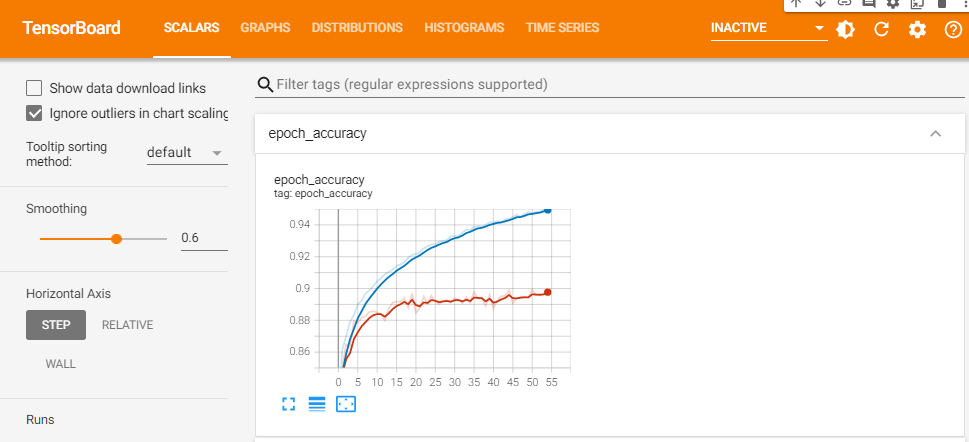 TensorBoard SCALARS GRAPHS DISTRIBUTIONS HISTOGRAMS TIME SERIES INACTIVE
Show data download links
Ignore outliers in chart scaling
Tooltip sorting
method:
default
Smoothing
0.6
Horizontal Axis
STEP RELATIVE
WALL
Runs
Filter tags (regular expressions supported)
epoch_accuracy
epoch_accuracy
tag: epoch_accuracy
0.94
0.92
0.9
0.88
0.86
0 5 10 15 20 25 30 35 40 45 50 55